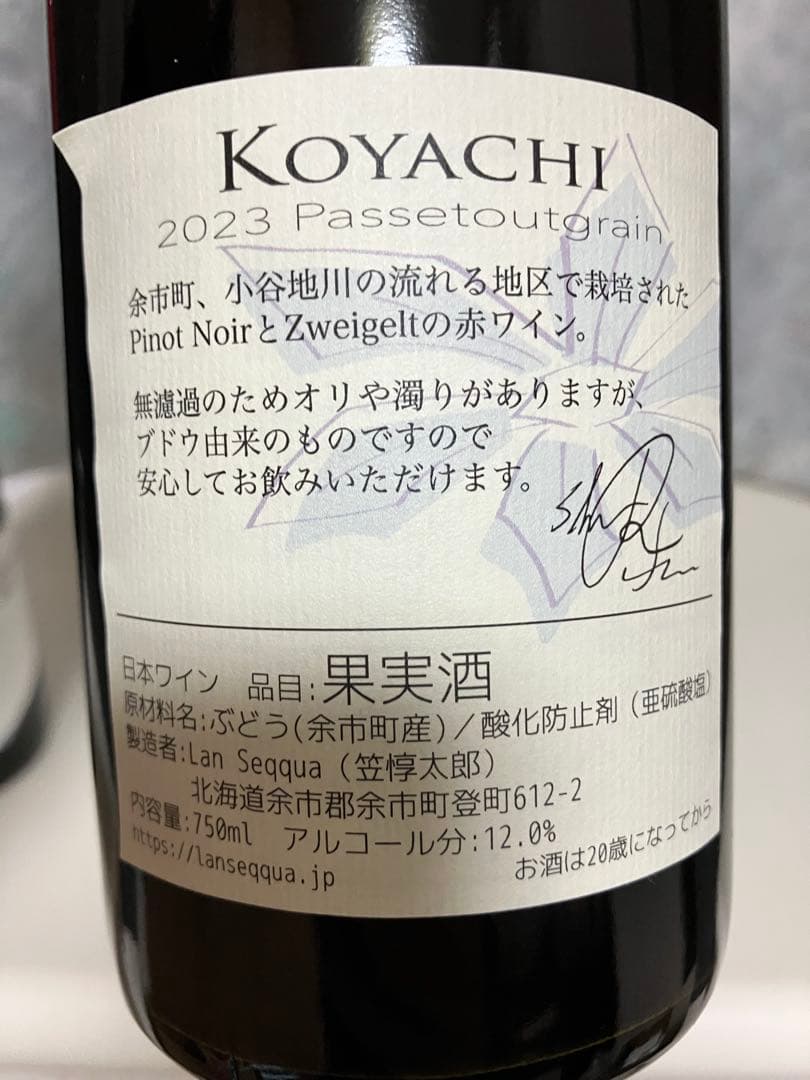 KOYACHI
2023 Passetoutgrain
余市町、小谷地川の流れる地区で栽培された
Pinot NoirとZweigeltの赤ワイン。
無濾過のためオリや濁りがありますが、
ブドウ由来のものですので
安心してお飲みいただけます。
日本ワイン 品目:果実酒
原材料名:ぶどう(余市町産)/酸化防止剤(亜硫酸塩)
製造者:Lan Seqqua(笠惇太郎)
北海道余市郡余市町登町612-2
内容量:750ml アルコール分:12.0%
https://lanseqqua.jp
お酒は20歳になってから